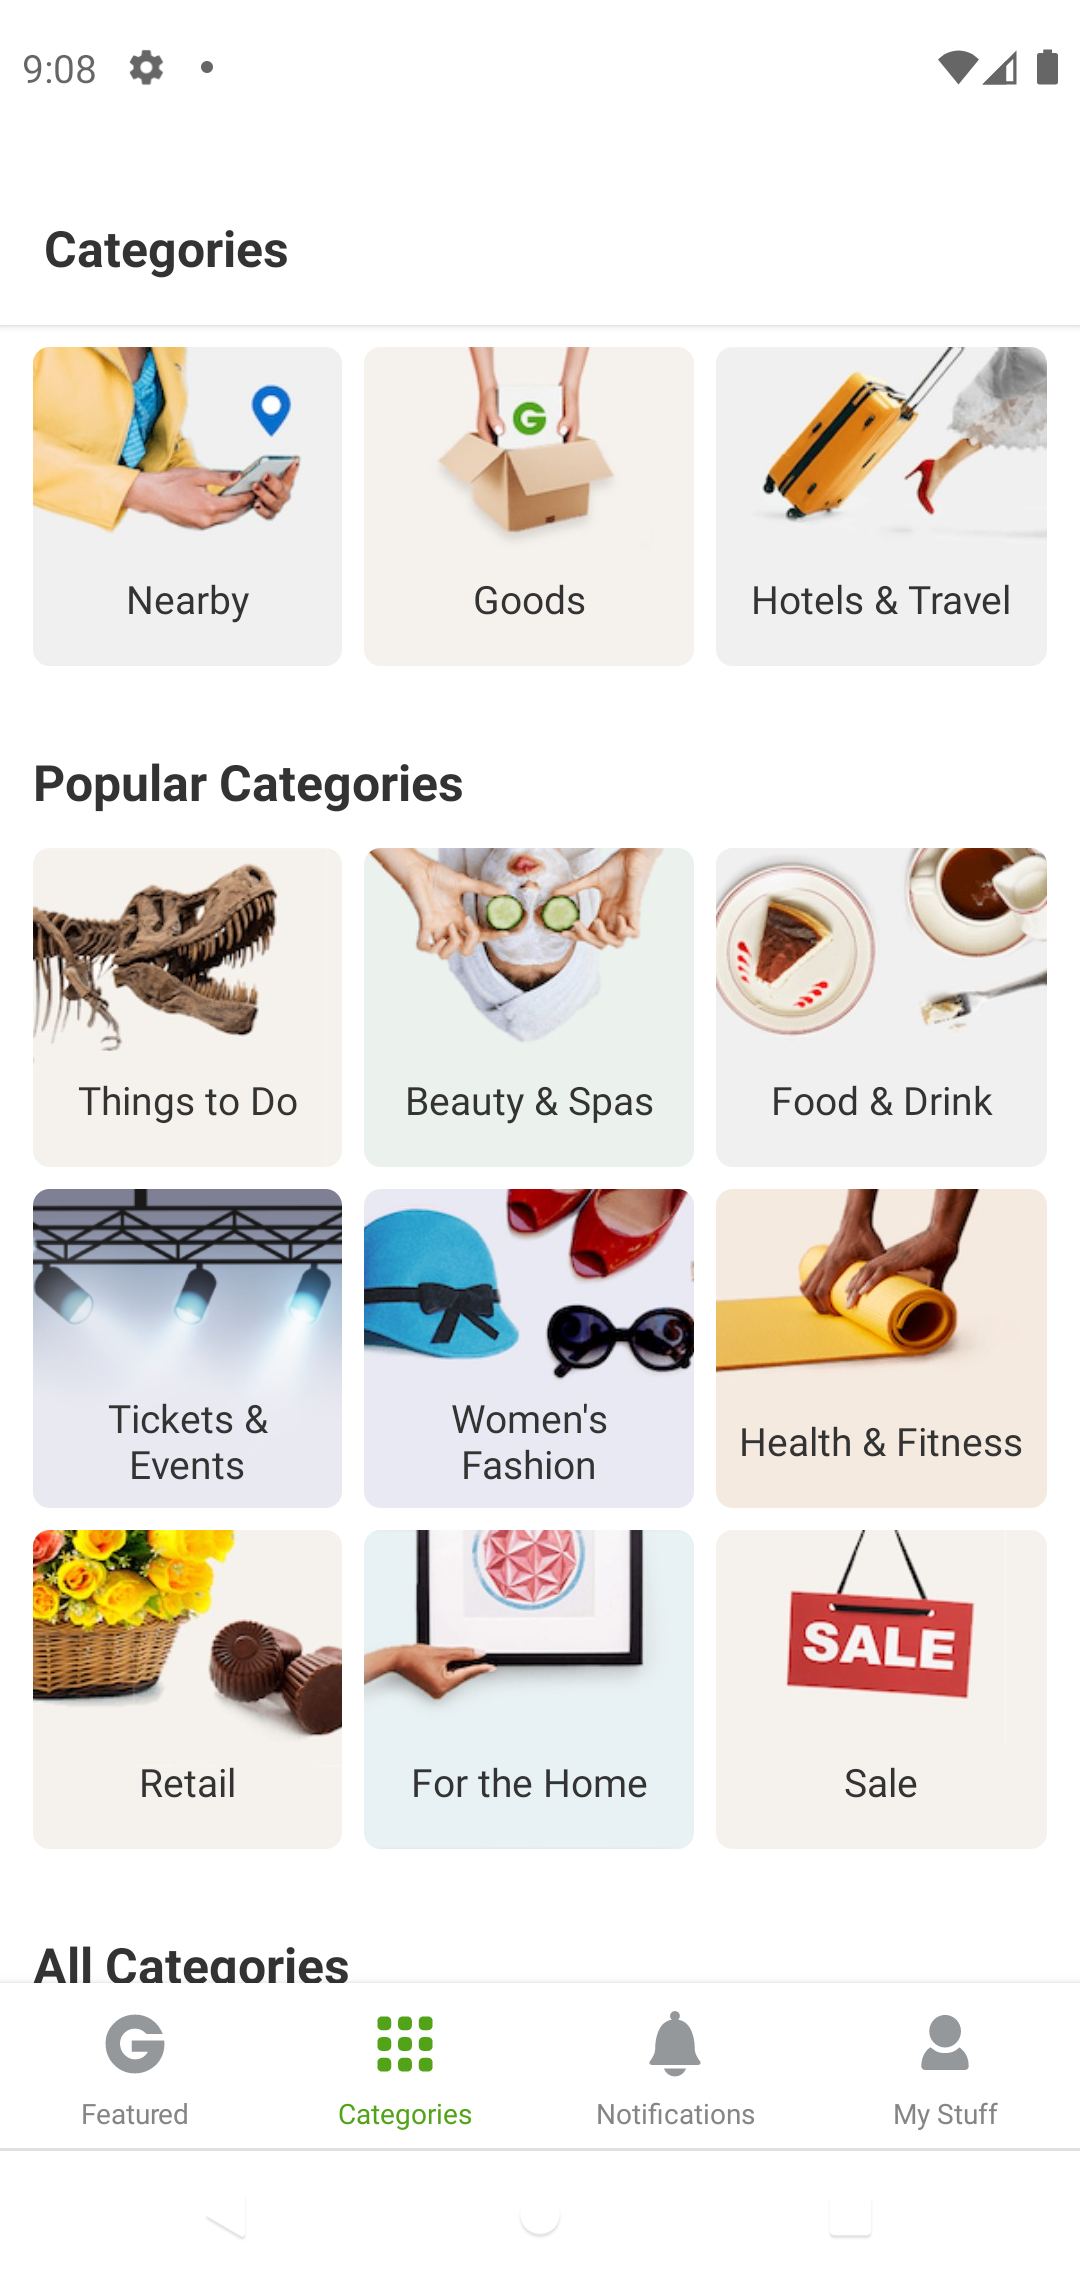 9:08
Categories
G
Nearby
Goods
Hotels & Travel
Popular Categories
Things to Do
Beauty & Spas
Food & Drink
Tickets &
Events
Women's
Fashion
Health & Fitness
SALE
Retail
For the Home
Sale
All Categories
G
Featured
Categories
Notifications
My Stuff